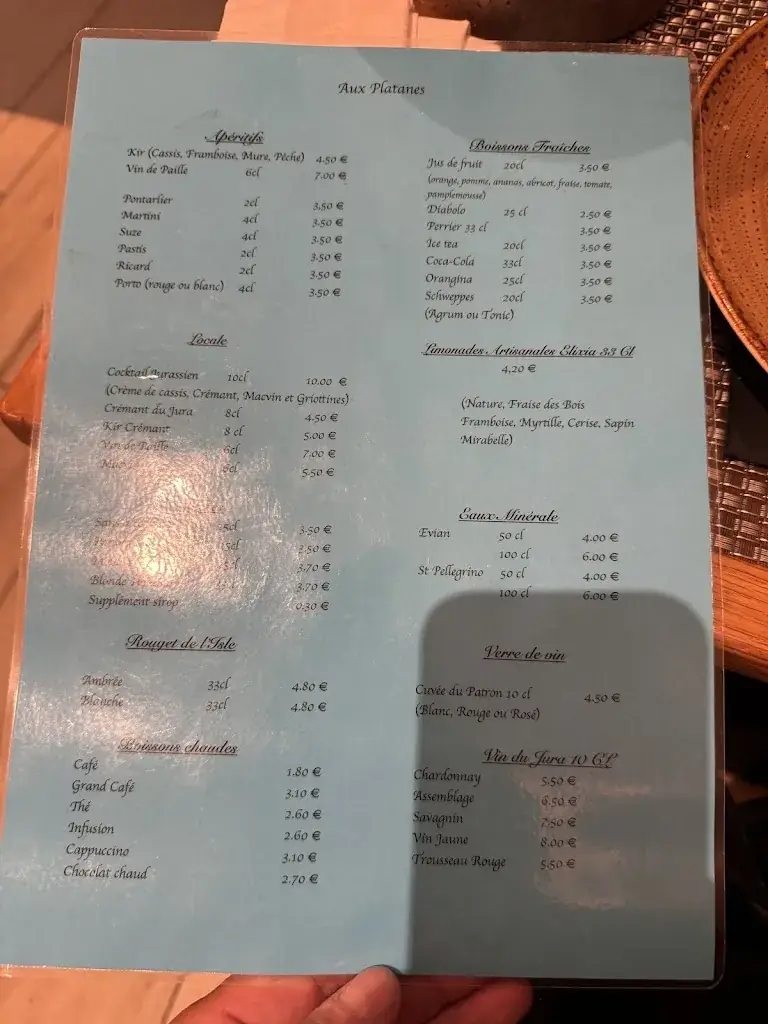 Aux Platanes
Apéritifs
Kir (Cassis, Framboise, Mure, Pêche) 4.50 €
Vin de Paille 6cl 7.00 €
Pontarlier 2cl 3.50 €
Martini 4cl 3.50 €
Suze 4cl 3.50 €
Pastis 2cl 3.50 €
Ricard 2cl 3.50 €
Porto (rouge ou blanc) 4cl 3.50 €
Locale
Cocktail Jurassien 10cl 10.00 €
(Crème de cassis, Crémant, Macvin et Griottines)
Crémant du Jura 8cl 4.50 €
Kir Crémant 8 cl 5.00 €
Vin de Paille 6cl 7.00 €
5.50 €
3.50 €
3.50 €
3.70 €
Blonde 3.70 €
Supplément sirop 0.30 €
Rouget de l'Isle
Ambrée 33cl 4.80 €
Blanche 33cl 4.80 €
Boissons chaudes
Café 1.80 €
Grand Café 3.10 €
Thé 2.60 €
Infusion 2.60 €
Cappuccino 3.10 €
Chocolat chaud 2.70 €
Boissons Fraîches
Jus de fruit 20cl 3.50 €
(orange, pomme, ananas, abricot, fraise, tomate,
pamplemousse)
Diabolo 25 cl 2.50 €
Perrier 33 cl 3.50 €
Ice tea 20cl 3.50 €
Coca-Cola 33cl 3.50 €
Orangina 25cl 3.50 €
Schweppes 20cl 3.50 €
(Agrum ou Tonic)
Limonades Artisanales Elixia 33 Cl
4,20 €
(Nature, Fraise des Bois
Framboise, Myrtille, Cerise, Sapin
Mirabelle)
Eaux Minérale
Evian 50 cl 4.00 €
100 cl 6.00 €
St Pellegrino 50 cl 4.00 €
100 cl 6.00 €
Verre de vin
Cuvée du Patron 10 cl 4.50 €
(Blanc, Rouge ou Rosé)
Vin du Jura 10 CL
Chardonnay 5.50 €
Assemblage 6.50 €
Savagnin 7.50 €
Vin Jaune 8.00 €
Trousseau Rouge 5.50 €